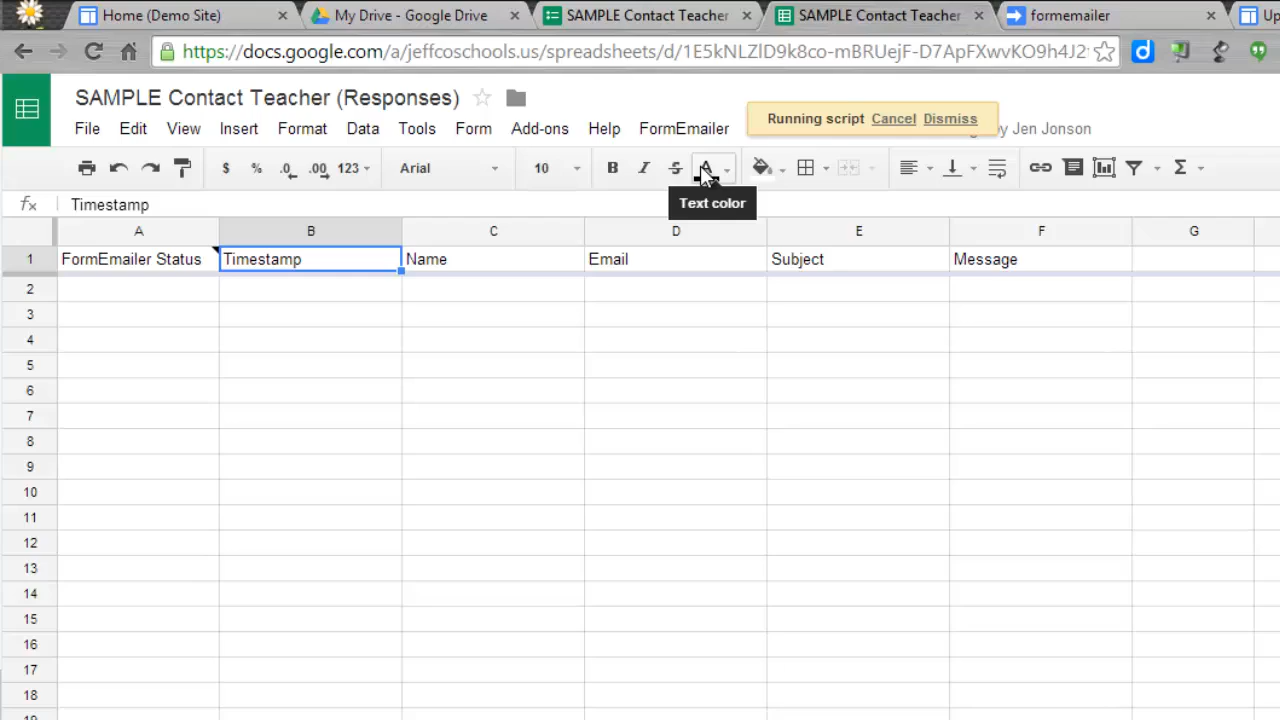 Home (Demo Site) My Drive - Google Drive SAMPLE Contact Teacher SAMPLE Contact Teacher formemailer
https://docs.google.com/a/jeffcoschools.us/spreadsheets/d/1E5kNLZlD9k8co-mBRUejF-D7ApFXwvKO9h4J2
SAMPLE Contact Teacher (Responses)
Running script Cancel Dismiss
File Edit View Insert Format Data Tools Form Add-ons Help FormEmailer by Jen Jonson
$ % .0 .00 123 Arial 10 B I S A Σ
Text color
fx Timestamp
A B C D E F G
1 FormEmailer Status Timestamp Name Email Subject Message
2
3
4
5
6
7
8
9
10
11
12
13
14
15
16
17
18